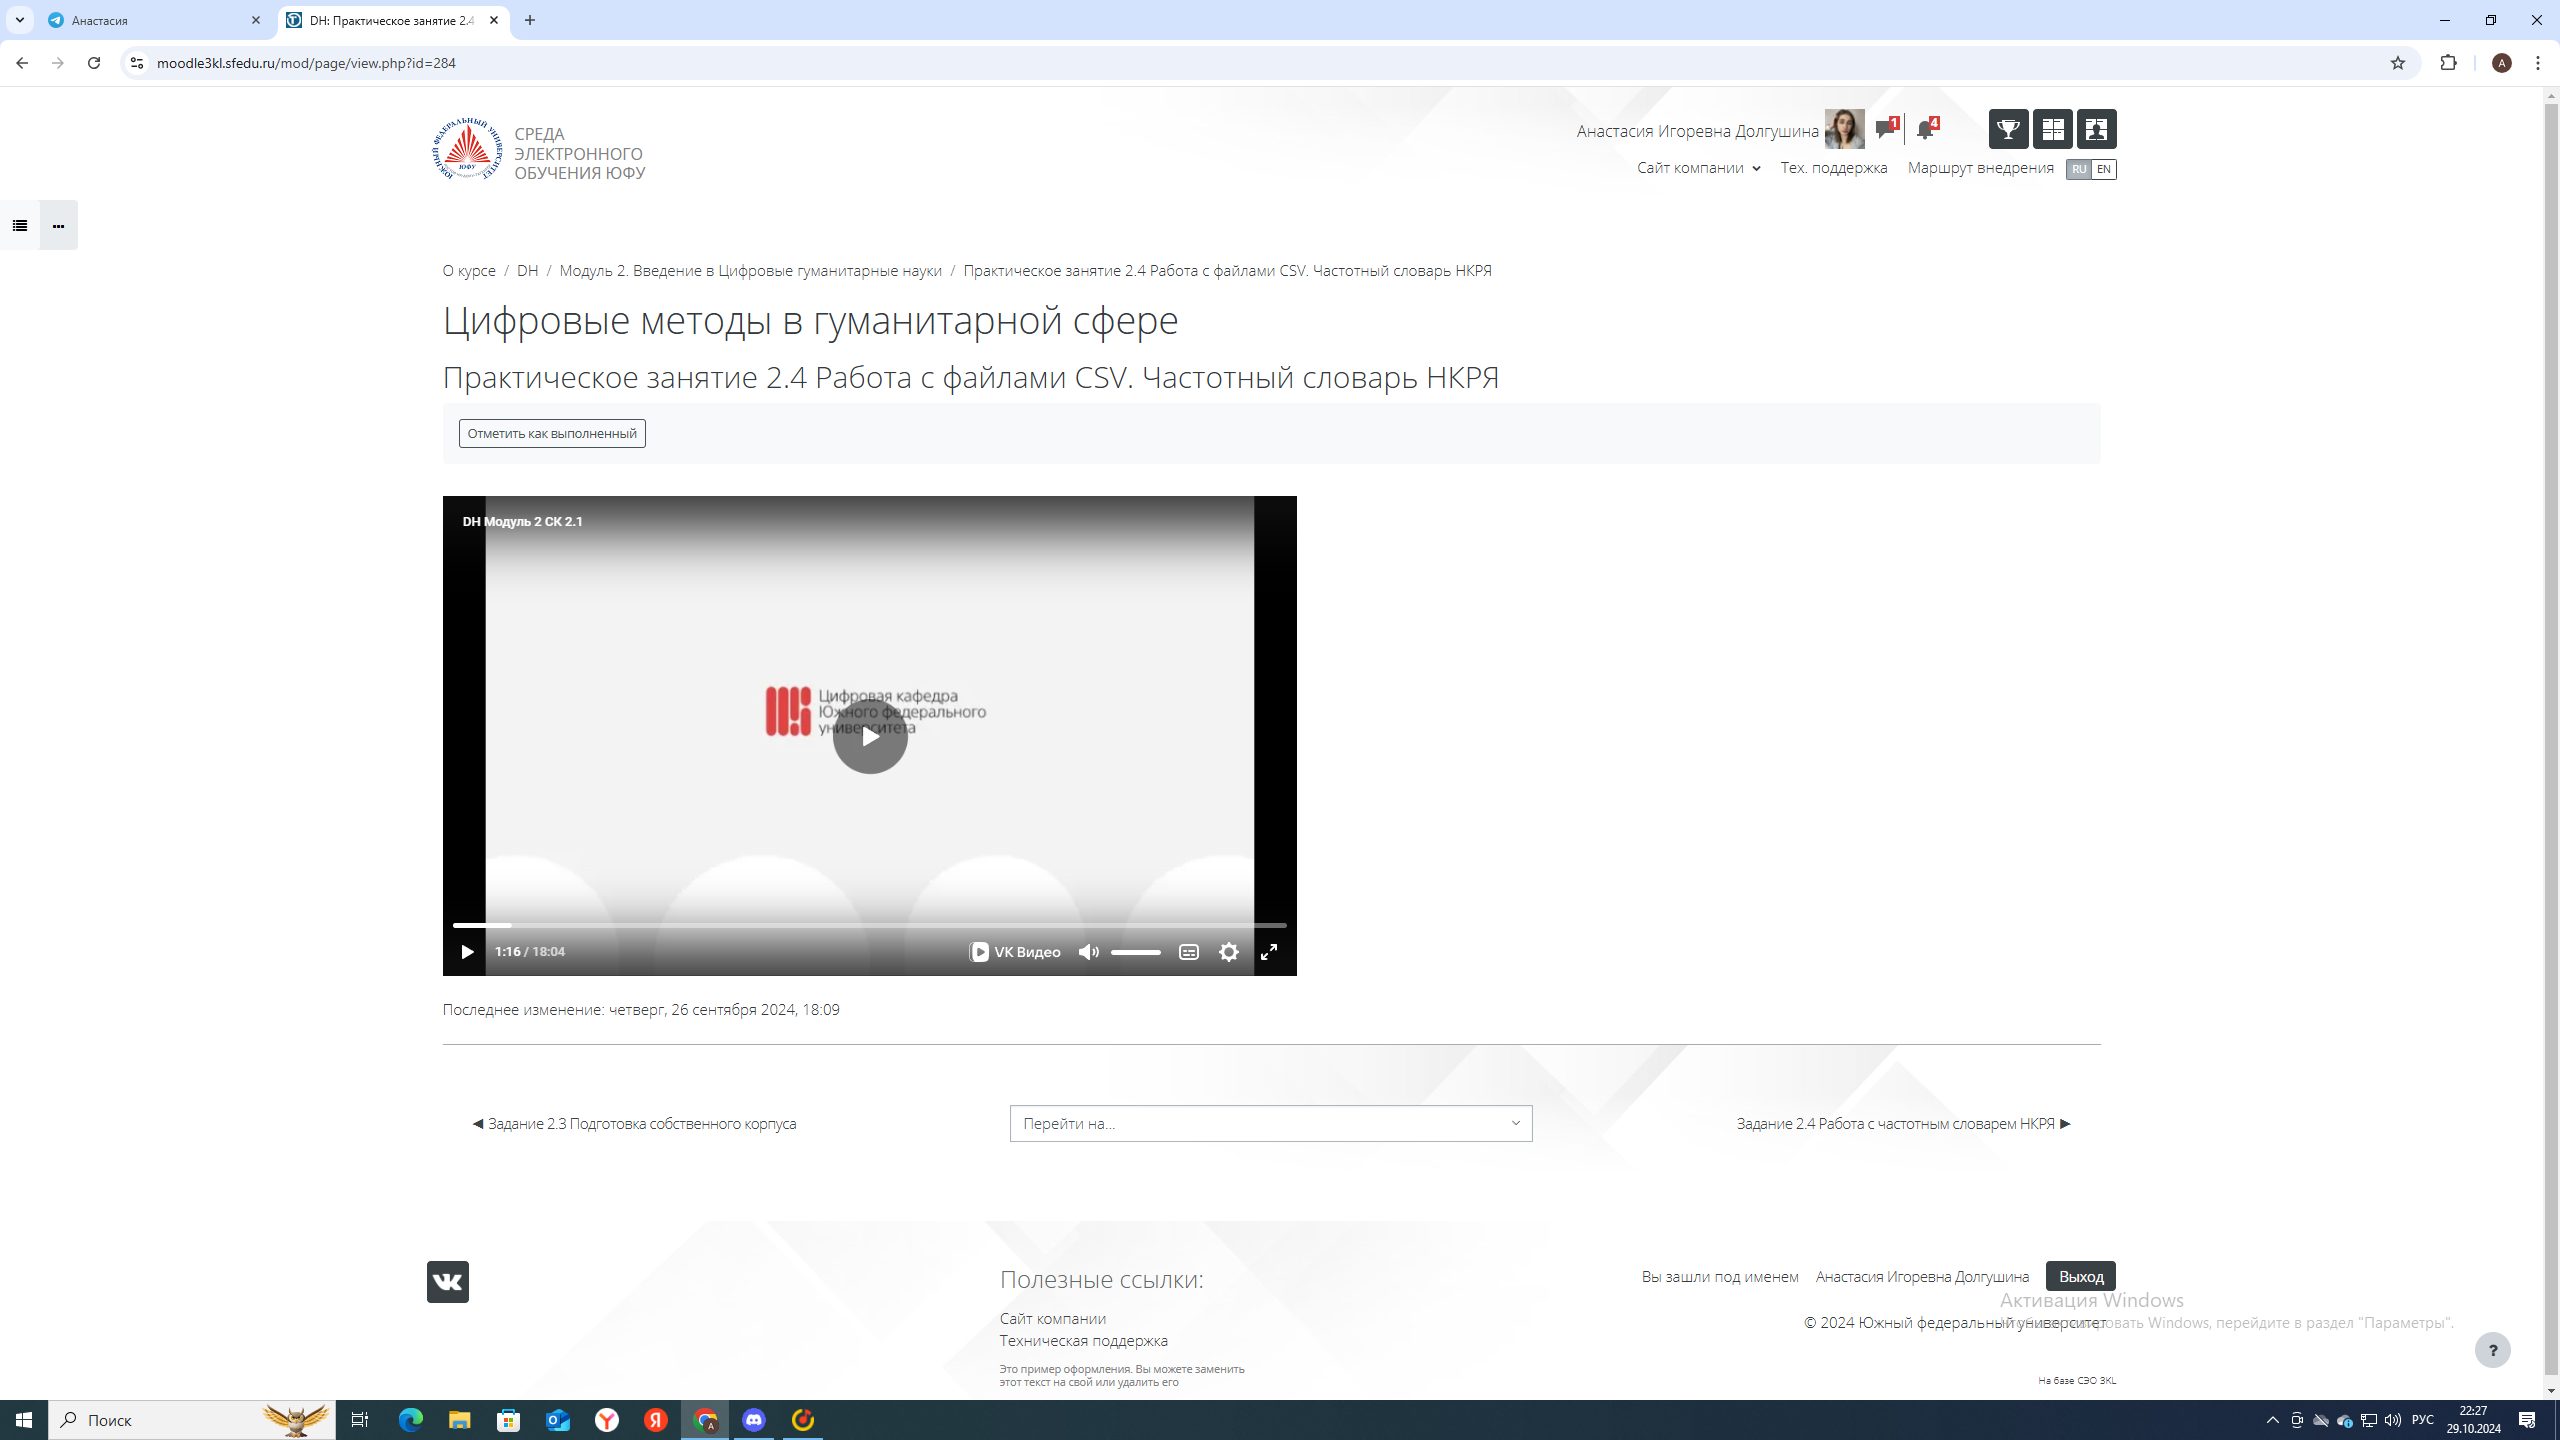 Анастасия
DH: Практическое занятие 2.4
moodle3kl.sfedu.ru/mod/page/view.php?id=284
A
СРЕДА
ЭЛЕКТРОННОГО
ОБУЧЕНИЯ ЮФУ
ЮЖНЫЙ ФЕДЕРАЛЬНЫЙ УНИВЕРСИТЕТ
ЮФУ
Анастасия Игоревна Долгушина
1
4
Сайт компании
Тех. поддержка
Маршрут внедрения
RU EN
О курсе / DH / Модуль 2. Введение в Цифровые гуманитарные науки / Практическое занятие 2.4 Работа с файлами CSV. Частотный словарь НКРЯ
Цифровые методы в гуманитарной сфере
Практическое занятие 2.4 Работа с файлами CSV. Частотный словарь НКРЯ
Отметить как выполненный
DH Модуль 2 СК 2.1
Цифровая кафедра
Южного федерального
университета
1:16 / 18:04
VK Видео
Последнее изменение: четверг, 26 сентября 2024, 18:09
◄ Задание 2.3 Подготовка собственного корпуса
Перейти на...
Задание 2.4 Работа с частотным словарем НКРЯ ►
Полезные ссылки:
Сайт компании
Техническая поддержка
Это пример оформления. Вы можете заменить
этот текст на свой или удалить его
Вы зашли под именем Анастасия Игоревна Долгушина
Выход
Активация Windows
© 2024 Южный федеральный университет
Windows, перейдите в раздел "Параметры".
?
На базе СЭО 3KL
Поиск
РУС
22:27
29.10.2024